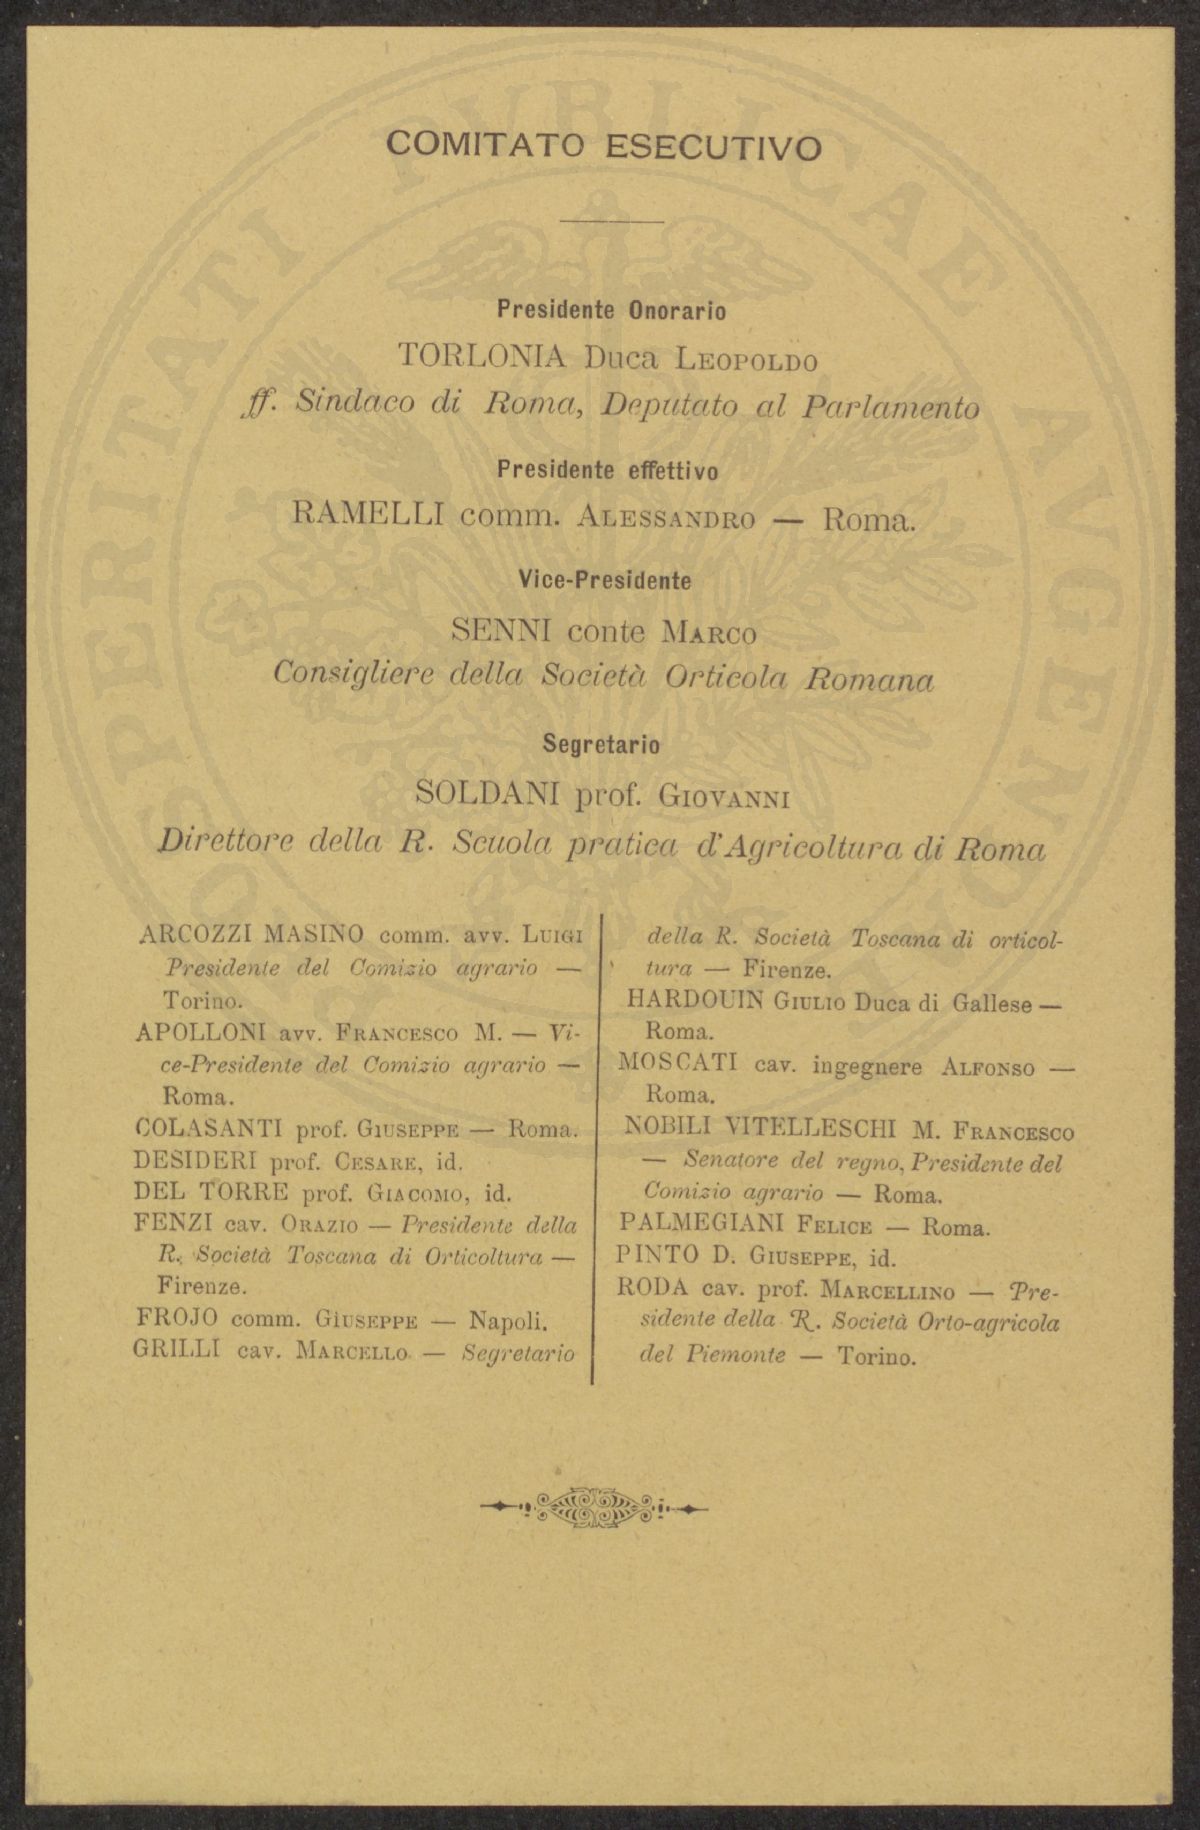 COMITATO ESECUTIVO
Presidente Onorario
TORLONIA Duca LEOPOLDO
ff. Sindaco di Roma, Deputato al Parlamento
Presidente effettivo
RAMELLI comm. ALESSANDRO — Roma.
Vice-Presidente
SENNI conte MARCO
Consigliere della Società Orticola Romana
Segretario
SOLDANI prof. GIOVANNI
Direttore della R. Scuola pratica d'Agricoltura di Roma
ARCOZZI MASINO comm. avv. LUIGI
Presidente del Comizio agrario —
Torino.
APOLLONI avv. FRANCESCO M. — Vi-
ce-Presidente del Comizio agrario —
Roma.
COLASANTI prof. GIUSEPPE — Roma.
DESIDERI prof. CESARE, id.
DEL TORRE prof. GIACOMO, id.
FENZI cav. ORAZIO — Presidente della
R. Società Toscana di Orticoltura —
Firenze.
FROJO comm. GIUSEPPE — Napoli.
GRILLI cav. MARCELLO — Segretario
della R. Società Toscana di orticol-
tura — Firenze.
HARDOUIN GIULIO Duca di Gallese —
Roma.
MOSCATI cav. ingegnere ALFONSO —
Roma.
NOBILI VITELLESCHI M. FRANCESCO
— Senatore del regno, Presidente del
Comizio agrario — Roma.
PALMEGIANI FELICE — Roma.
PINTO D. GIUSEPPE, id.
RODA cav. prof. MARCELLINO — Pre-
sidente della R. Società Orto-agricola
del Piemonte — Torino.
PUBLICAE AUGENDAE